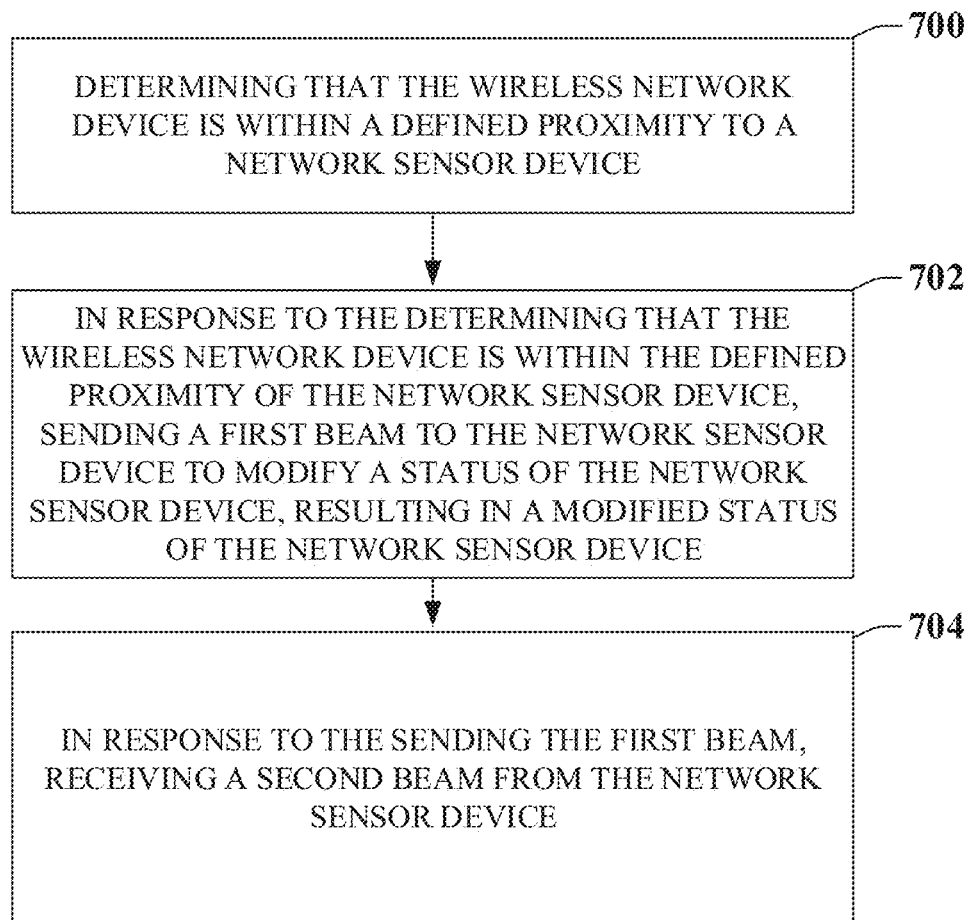 700
DETERMINING THAT THE WIRELESS NETWORK
DEVICE IS WITHIN A DEFINED PROXIMITY TO A
NETWORK SENSOR DEVICE
702
IN RESPONSE TO THE DETERMINING THAT THE
WIRELESS NETWORK DEVICE IS WITHIN THE DEFINED
PROXIMITY OF THE NETWORK SENSOR DEVICE,
SENDING A FIRST BEAM TO THE NETWORK SENSOR
DEVICE TO MODIFY A STATUS OF THE NETWORK
SENSOR DEVICE, RESULTING IN A MODIFIED STATUS
OF THE NETWORK SENSOR DEVICE
704
IN RESPONSE TO THE SENDING THE FIRST BEAM,
RECEIVING A SECOND BEAM FROM THE NETWORK
SENSOR DEVICE